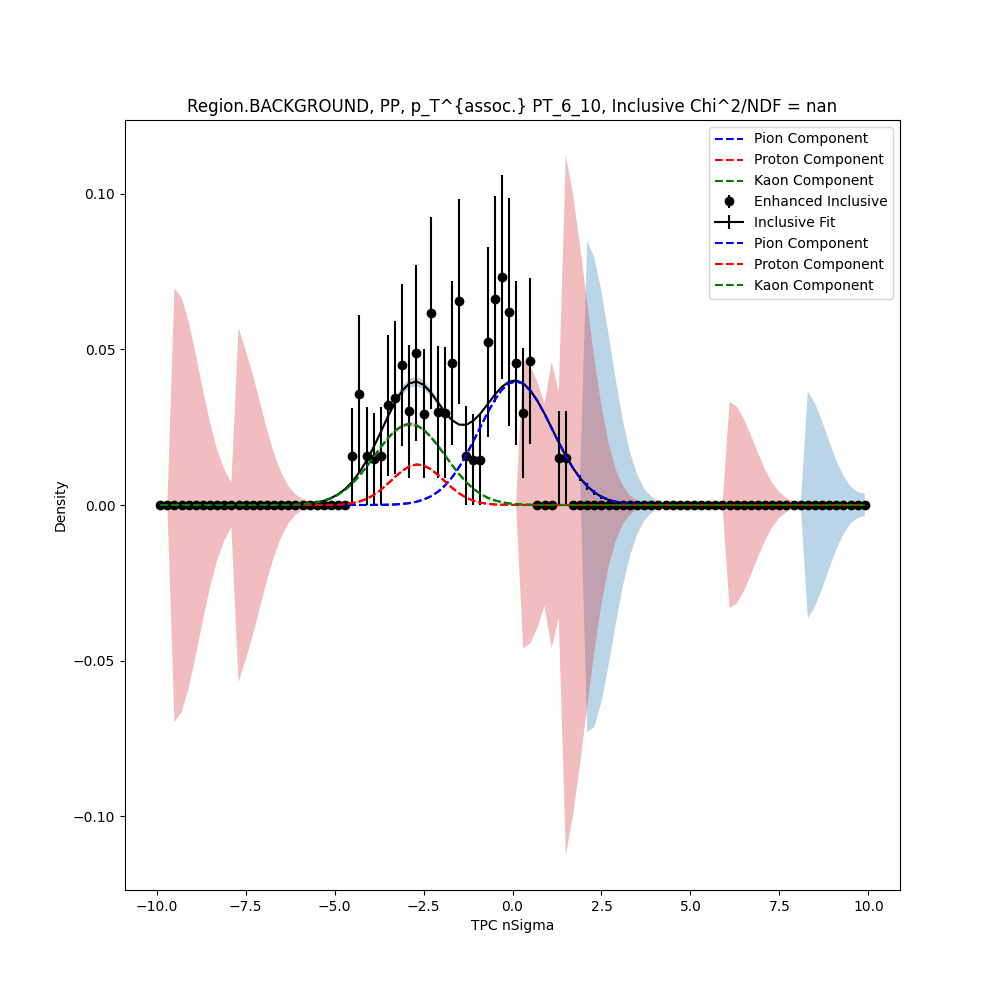 Region.BACKGROUND, PP, p_T^{assoc.} PT_6_10, Inclusive Chi^2/NDF = nan
Pion Component
Proton Component
Kaon Component
Enhanced Inclusive
Inclusive Fit
Pion Component
Proton Component
Kaon Component
0.10
0.05
0.00
−0.05
−0.10
Density
−10.0 −7.5 −5.0 −2.5 0.0 2.5 5.0 7.5 10.0
TPC nSigma